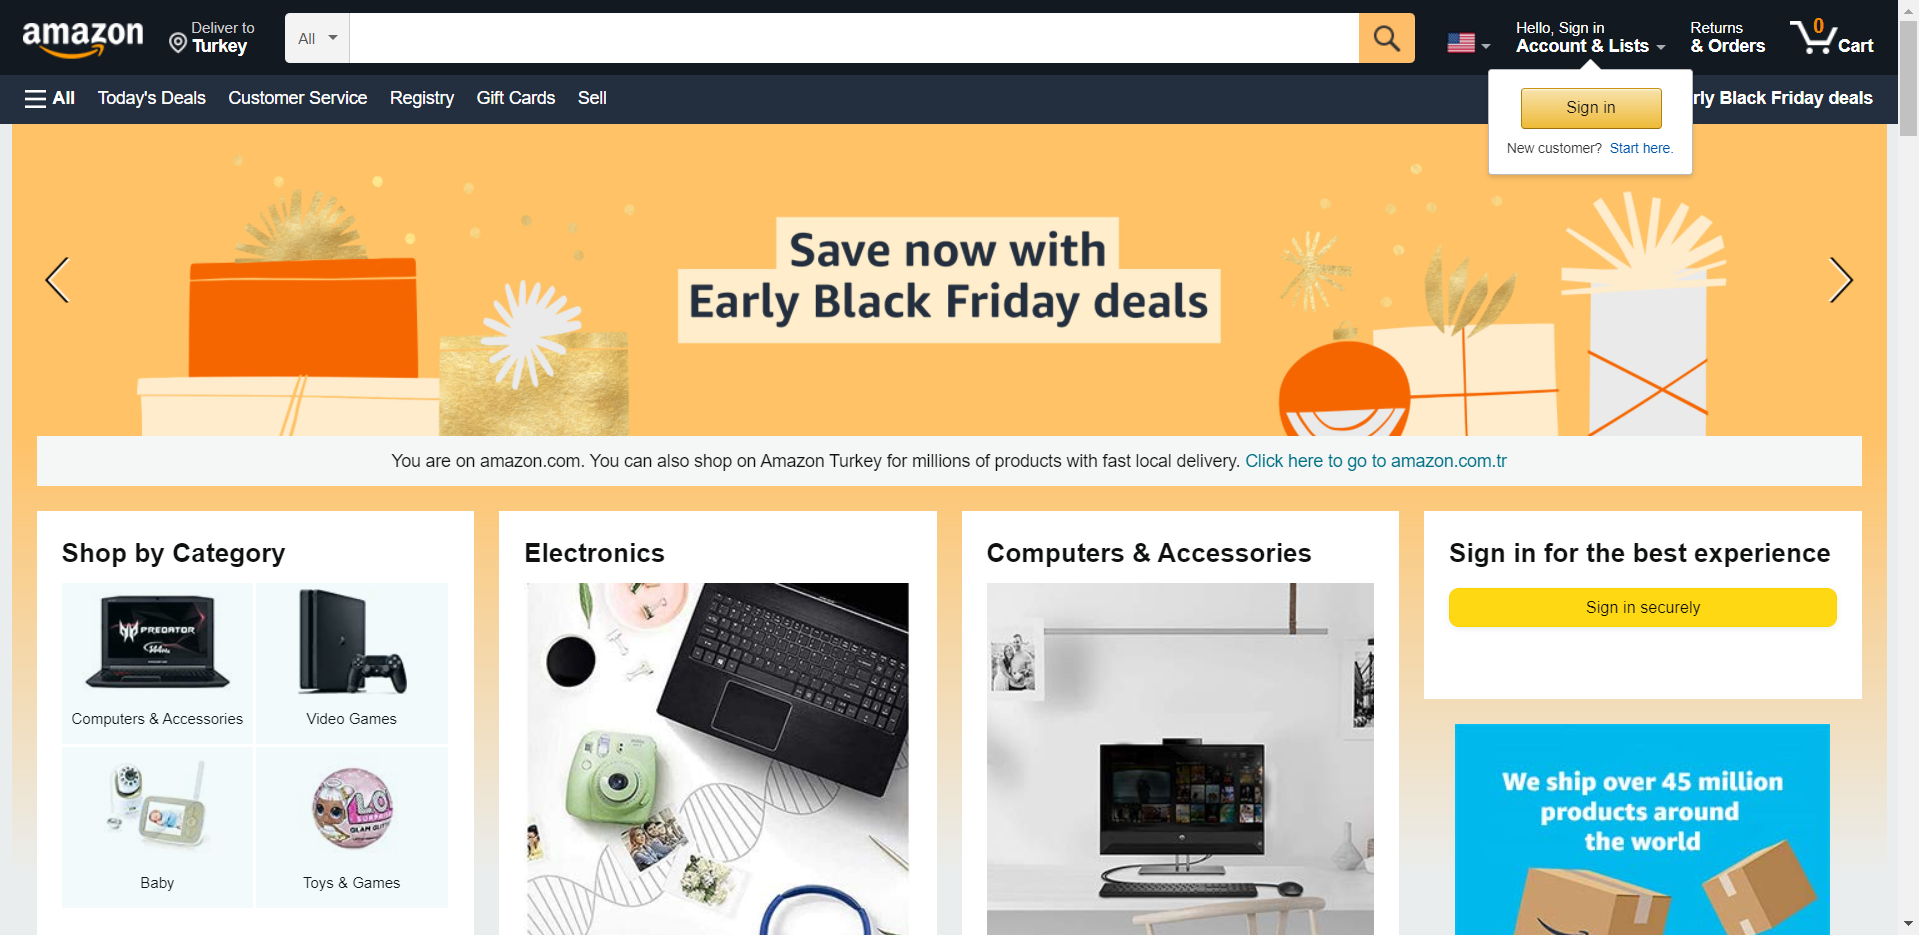 amazon
Deliver to
Turkey
All
Hello, Sign in
Account & Lists
Returns
& Orders
0
Cart
All
Today's Deals
Customer Service
Registry
Gift Cards
Sell
rly Black Friday deals
Sign in
New customer? Start here.
Save now with
Early Black Friday deals
You are on amazon.com. You can also shop on Amazon Turkey for millions of products with fast local delivery. Click here to go to amazon.com.tr
Shop by Category
PREDATOR
Computers & Accessories
Video Games
Baby
Toys & Games
Electronics
Computers & Accessories
Sign in for the best experience
Sign in securely
We ship over 45 million
products around
the world